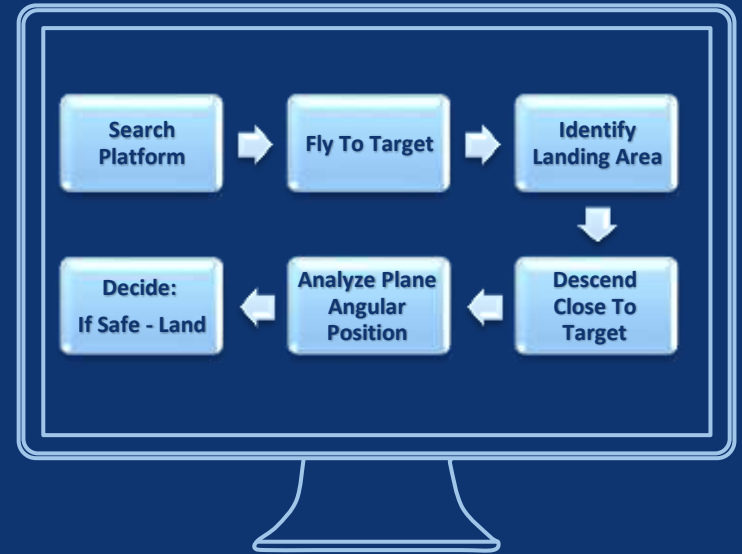 Search
Platform
Fly To Target
Identify
Landing Area
Descend
Close To
Target
Analyze Plane
Angular
Position
Decide:
If Safe - Land